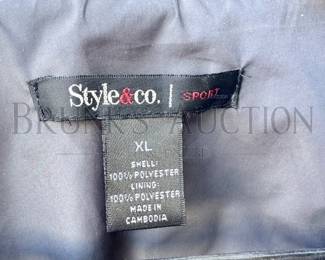 Style&co. | SPORT
BRUNK'S AUCTION
XL
SHELL:
100% POLYESTER
LINING:
100% POLYESTER
MADE IN
CAMBODIA